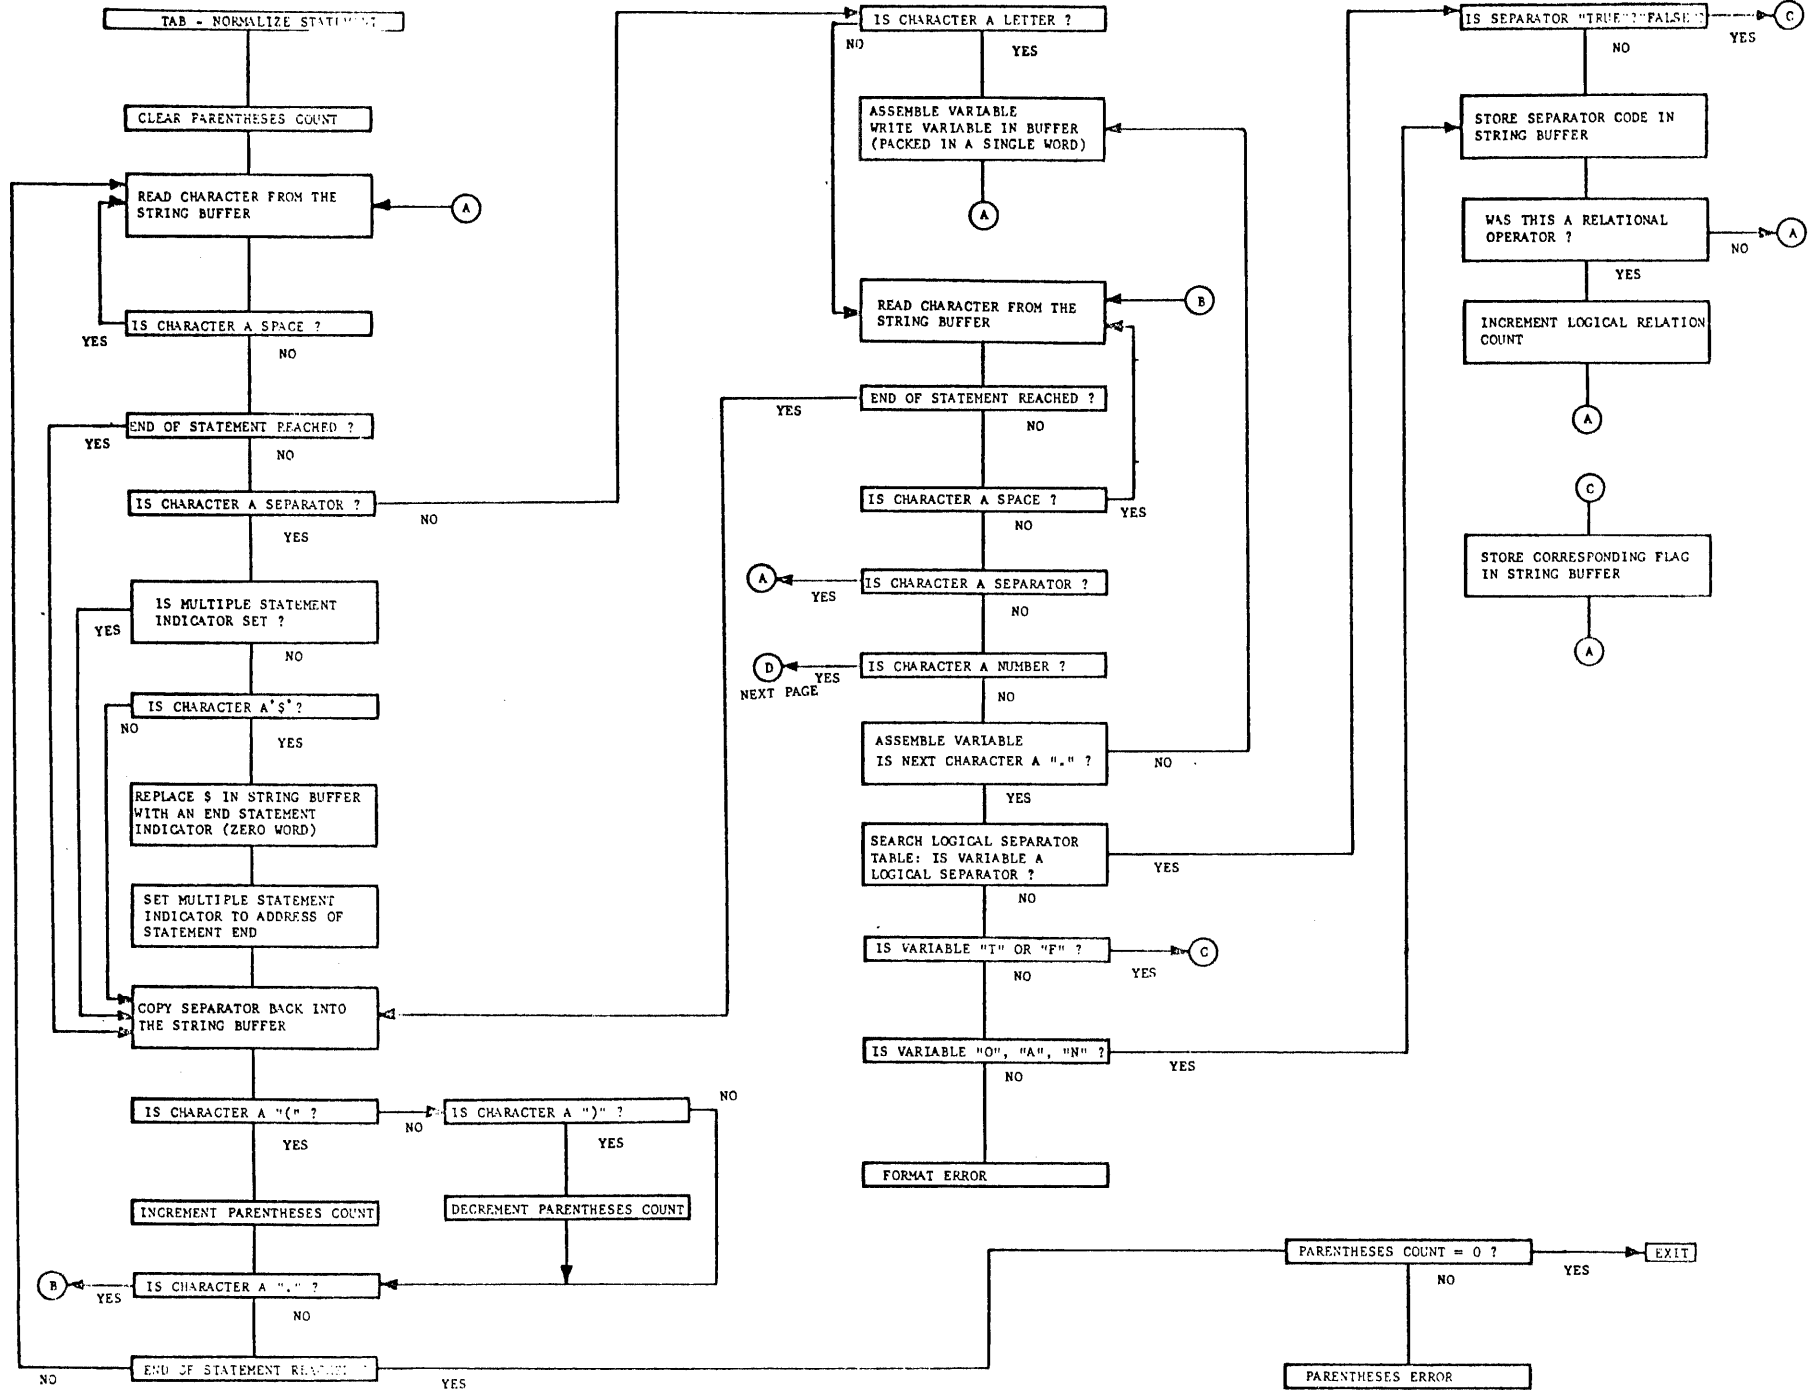 TAB - NORMALIZE
CLEAR PARENTHESES COUNT
READ CHARACTER FROM THE
STRING BUFFER
A
IS CHARACTER A SPACE ?
YES
NO
END OF STATEMENT REACHED ?
YES
NO
IS CHARACTER A SEPARATOR ?
NO
YES
IS MULTIPLE STATEMENT
INDICATOR SET ?
YES
NO
IS CHARACTER A '$' ?
NO
YES
REPLACE $ IN STRING BUFFER
WITH AN END STATEMENT
INDICATOR (ZERO WORD)
SET MULTIPLE STATEMENT
INDICATOR TO ADDRESS OF
STATEMENT END
COPY SEPARATOR BACK INTO
THE STRING BUFFER
IS CHARACTER A "(" ?
NO
YES
IS CHARACTER A ")" ?
NO
YES
INCREMENT PARENTHESES COUNT
DECREMENT PARENTHESES COUNT
B
YES
IS CHARACTER A "." ?
NO
END OF STATEMENT
NO
YES
IS CHARACTER A LETTER ?
NO
YES
ASSEMBLE VARIABLE
WRITE VARIABLE IN BUFFER
(PACKED IN A SINGLE WORD)
A
READ CHARACTER FROM THE
STRING BUFFER
B
END OF STATEMENT REACHED ?
YES
NO
IS CHARACTER A SPACE ?
YES
NO
A
YES
IS CHARACTER A SEPARATOR ?
NO
D
YES
NEXT PAGE
IS CHARACTER A NUMBER ?
NO
ASSEMBLE VARIABLE
IS NEXT CHARACTER A "." ?
NO
YES
SEARCH LOGICAL SEPARATOR
TABLE: IS VARIABLE A
LOGICAL SEPARATOR ?
YES
NO
IS VARIABLE "T" OR "F" ?
C
YES
NO
IS VARIABLE "O", "A", "N" ?
YES
NO
FORMAT ERROR
IS SEPARATOR "TRUE"?"FALSE"?
C
YES
NO
STORE SEPARATOR CODE IN
STRING BUFFER
WAS THIS A RELATIONAL
OPERATOR ?
A
NO
YES
INCREMENT LOGICAL RELATION
COUNT
A
C
STORE CORRESPONDING FLAG
IN STRING BUFFER
A
PARENTHESES COUNT = 0 ?
YES
EXIT
NO
PARENTHESES ERROR